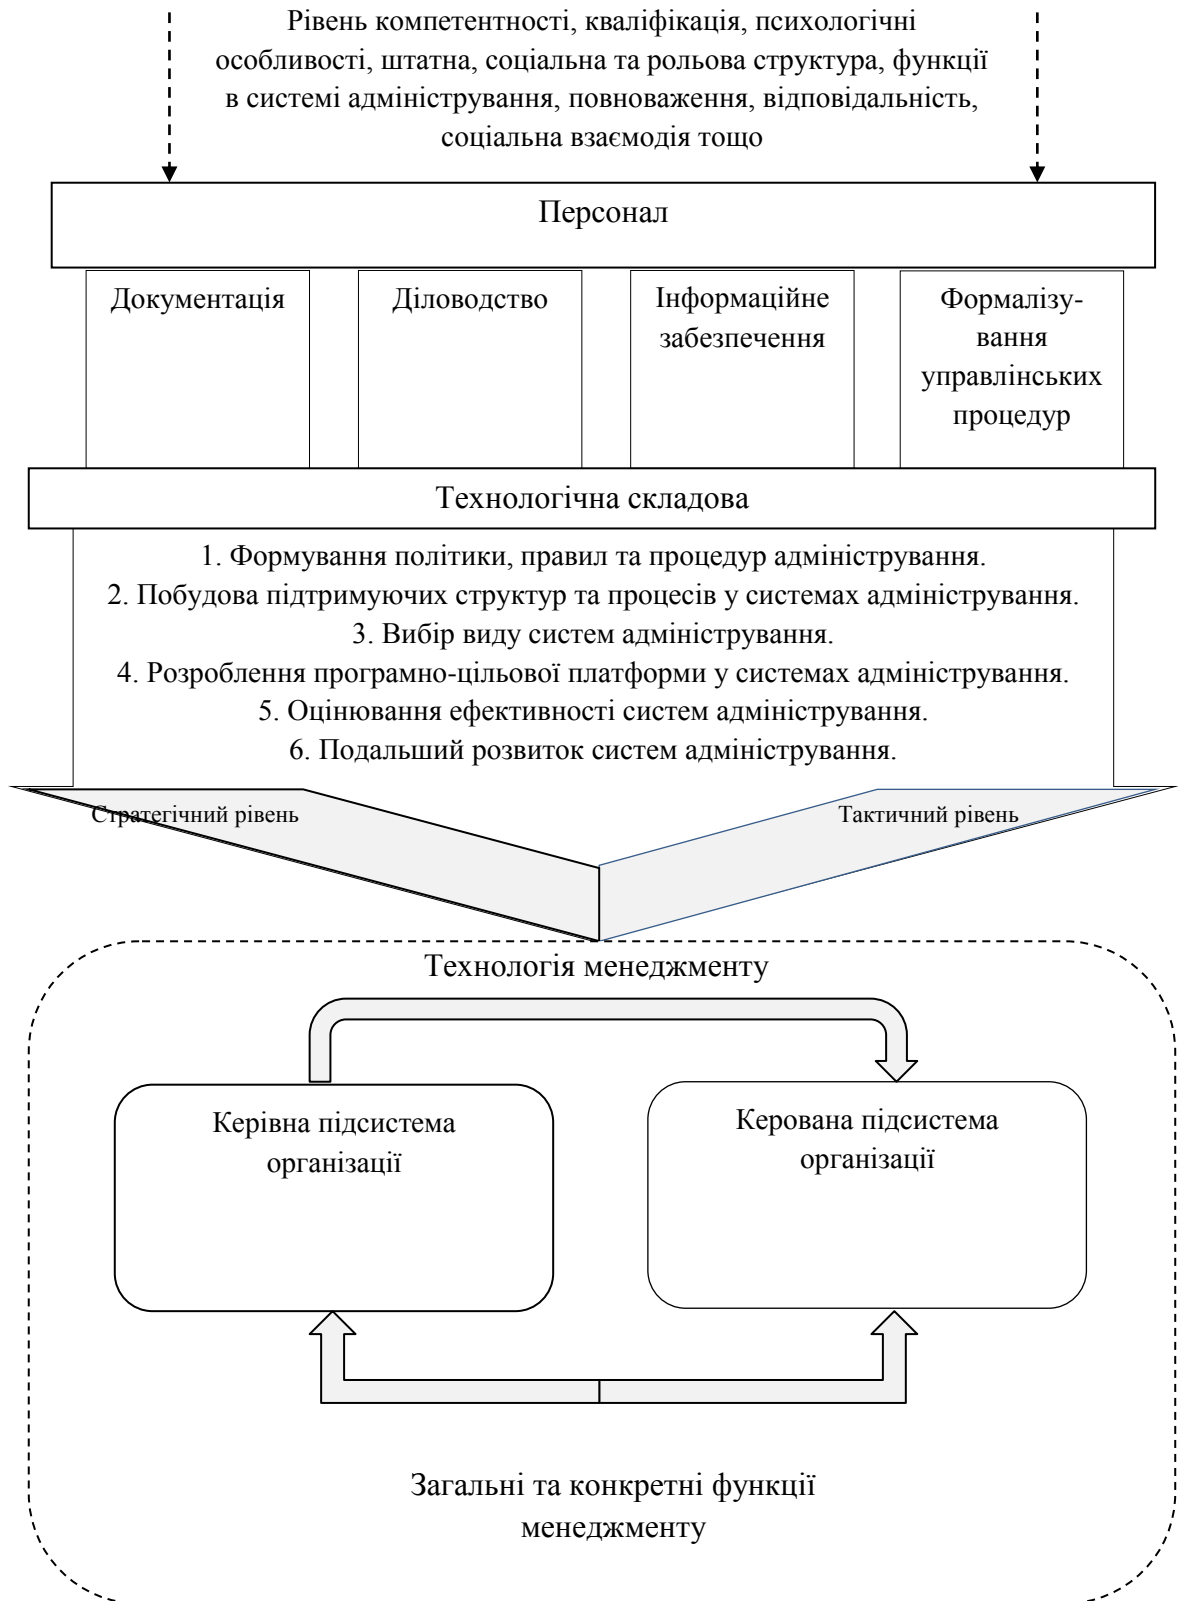 Рівень компетентності, кваліфікація, психологічні
особливості, штатна, соціальна та рольова структура, функції
в системі адміністрування, повноваження, відповідальність,
соціальна взаємодія тощо
Персонал
Документація
Діловодство
Інформаційне
забезпечення
Формалізу-
вання
управлінських
процедур
Технологічна складова
1. Формування політики, правил та процедур адміністрування.
2. Побудова підтримуючих структур та процесів у системах адміністрування.
3. Вибір виду систем адміністрування.
4. Розроблення програмно-цільової платформи у системах адміністрування.
5. Оцінювання ефективності систем адміністрування.
6. Подальший розвиток систем адміністрування.
Стратегічний рівень
Тактичний рівень
Технологія менеджменту
Керівна підсистема
організації
Керована підсистема
організації
Загальні та конкретні функції
менеджменту